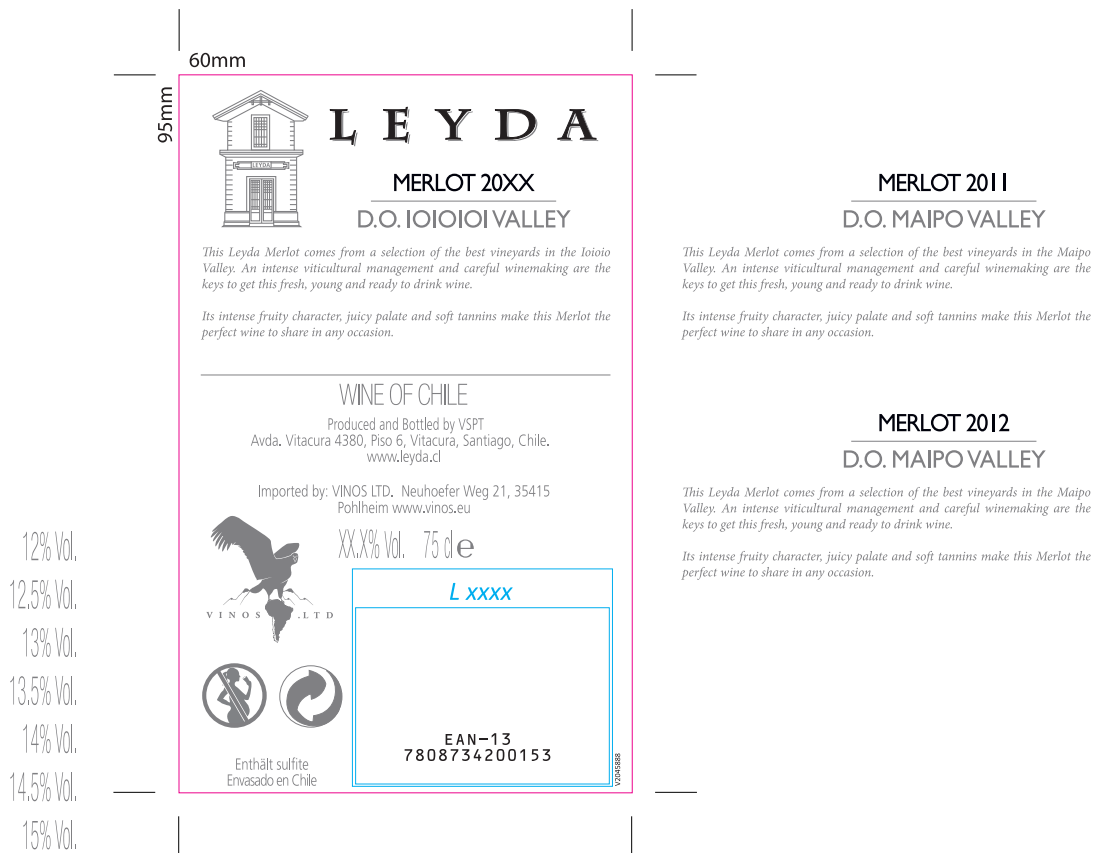 60mm
95mm
LEYDA
LEYDA
MERLOT 20XX
D.O. IOIOIOI VALLEY
This Leyda Merlot comes from a selection of the best vineyards in the Ioioio
Valley. An intense viticultural management and careful winemaking are the
keys to get this fresh, young and ready to drink wine.
Its intense fruity character, juicy palate and soft tannins make this Merlot the
perfect wine to share in any occasion.
WINE OF CHILE
Produced and Bottled by VSPT
Avda. Vitacura 4380, Piso 6, Vitacura, Santiago, Chile.
www.leyda.cl
Imported by: VINOS LTD. Neuhoefer Weg 21, 35415
Pohlheim www.vinos.eu
XX.X% Vol. 75 cl e
VINOS .LTD
L xxxx
EAN-13
7808734200153
V2045888
Enthält sulfite
Envasado en Chile
12% Vol.
12.5% Vol.
13% Vol.
13.5% Vol.
14% Vol.
14.5% Vol.
15% Vol.
MERLOT 2011
D.O. MAIPO VALLEY
This Leyda Merlot comes from a selection of the best vineyards in the Maipo
Valley. An intense viticultural management and careful winemaking are the
keys to get this fresh, young and ready to drink wine.
Its intense fruity character, juicy palate and soft tannins make this Merlot the
perfect wine to share in any occasion.
MERLOT 2012
D.O. MAIPO VALLEY
This Leyda Merlot comes from a selection of the best vineyards in the Maipo
Valley. An intense viticultural management and careful winemaking are the
keys to get this fresh, young and ready to drink wine.
Its intense fruity character, juicy palate and soft tannins make this Merlot the
perfect wine to share in any occasion.